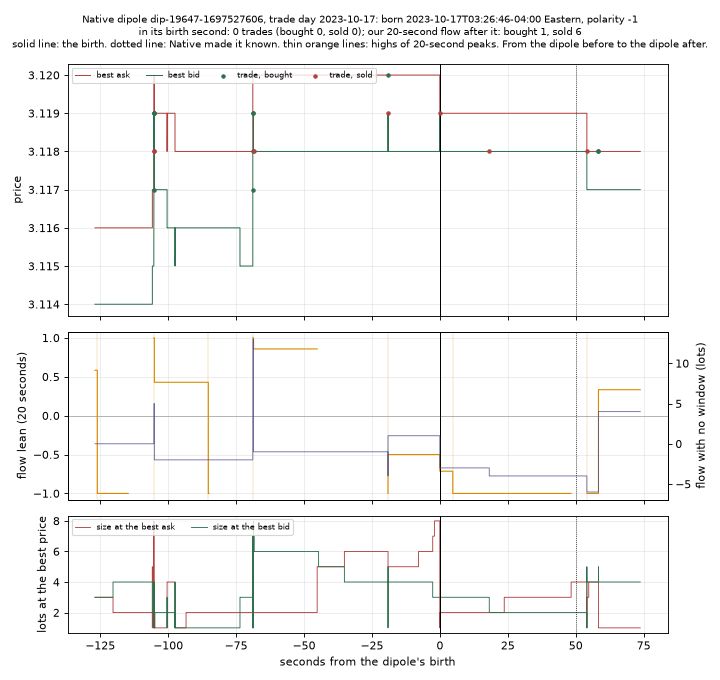 Native dipole dip-19647-1697527606, trade day 2023-10-17: born 2023-10-17T03:26:46-04:00 Eastern, polarity -1
in its birth second: 0 trades (bought 0, sold 0); our 20-second flow after it: bought 1, sold 6
solid line: the birth. dotted line: Native made it known. thin orange lines: highs of 20-second peaks. From the dipole before to the dipole after.
best ask best bid trade, bought trade, sold
3.120
3.119
3.118
3.117
3.116
3.115
3.114
price
1.0
0.5
0.0
−0.5
−1.0
flow lean (20 seconds)
10
5
0
−5
flow with no window (lots)
size at the best ask size at the best bid
8
6
4
2
lots at the best price
−125 −100 −75 −50 −25 0 25 50 75
seconds from the dipole's birth